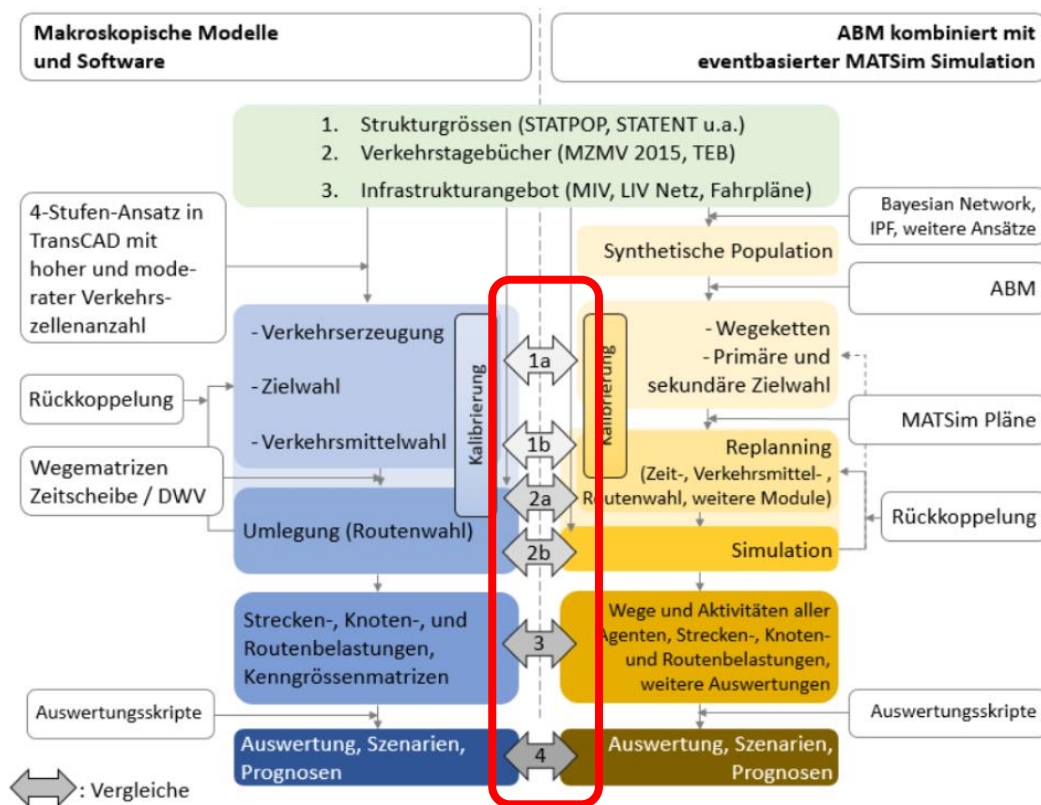 Makroskopische Modelle
und Software
ABM kombiniert mit
eventbasierter MATSim Simulation
1. Strukturgrössen (STATPOP, STATENT u.a.)
2. Verkehrstagebücher (MZMV 2015, TEB)
3. Infrastrukturangebot (MIV, LIV Netz, Fahrpläne)
4-Stufen-Ansatz in
TransCAD mit
hoher und mode-
rater Verkehrs-
zellenanzahl
Bayesian Network,
IPF, weitere Ansätze
Synthetische Population
ABM
- Verkehrserzeugung
- Zielwahl
- Verkehrsmittelwahl
Kalibrierung
1a
Kalibrierung
- Wegeketten
- Primäre und
sekundäre Zielwahl
Rückkoppelung
MATSim Pläne
1b
Replanning
(Zeit-, Verkehrsmittel- ,
Routenwahl, weitere Module)
Wegematrizen
Zeitscheibe / DWV
2a
Rückkoppelung
Umlegung (Routenwahl)
2b
Simulation
Strecken-, Knoten-, und
Routenbelastungen,
Kenngrössenmatrizen
3
Wege und Aktivitäten aller
Agenten, Strecken-, Knoten-
und Routenbelastungen,
weitere Auswertungen
Auswertungsskripte
Auswertungsskripte
Auswertung, Szenarien,
Prognosen
4
Auswertung, Szenarien,
Prognosen
: Vergleiche